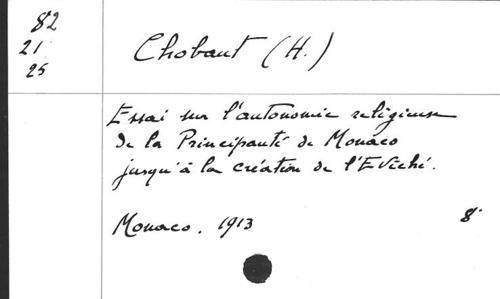 82
21
25
Chobaut (H.)
Essai sur l'autonomie religieuse
de la Principauté de Monaco
jusqu'à la création de l'Evêché.
Monaco. 1913
8°